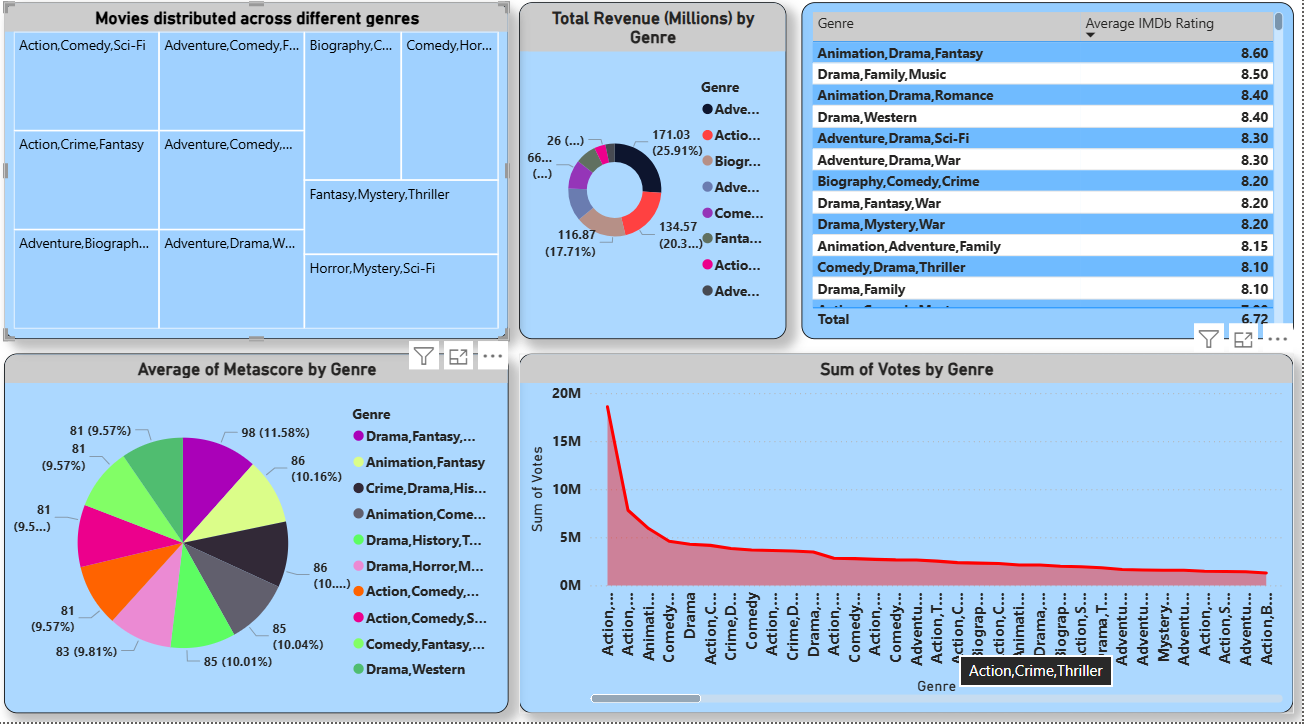 Movies distributed across different genres
Action,Comedy,Sci-Fi
Adventure,Comedy,F...
Biography,C...
Comedy,Hor...
Action,Crime,Fantasy
Adventure,Comedy,...
Fantasy,Mystery,Thriller
Adventure,Biograph...
Adventure,Drama,W...
Horror,Mystery,Sci-Fi
Total Revenue (Millions) by
Genre
Genre
Adve...
Actio...
Biogr...
Adve...
Come...
Fanta...
Actio...
Adve...
171.03
(25.91%)
134.57
(20.3...)
116.87
(17.71%)
66...
(...)
26 (...)
Genre Average IMDb Rating
Animation,Drama,Fantasy 8.60
Drama,Family,Music 8.50
Animation,Drama,Romance 8.40
Drama,Western 8.40
Adventure,Drama,Sci-Fi 8.30
Adventure,Drama,War 8.30
Biography,Comedy,Crime 8.20
Drama,Fantasy,War 8.20
Drama,Mystery,War 8.20
Animation,Adventure,Family 8.15
Comedy,Drama,Thriller 8.10
Drama,Family 8.10
Total 6.72
Average of Metascore by Genre
98 (11.58%)
86
(10.16%)
86
(10....)
85
(10.04%)
85 (10.01%)
83 (9.81%)
81
(9.57%)
81
(9.5...)
81
(9.57%)
81 (9.57%)
Genre
Drama,Fantasy,...
Animation,Fantasy
Crime,Drama,His...
Animation,Come...
Drama,History,T...
Drama,Horror,M...
Action,Comedy,...
Action,Comedy,S...
Comedy,Fantasy,...
Drama,Western
Sum of Votes by Genre
Sum of Votes
20M
15M
10M
5M
0M
Action,...
Action,...
Animati...
Comedy...
Drama
Action,C...
Crime,D...
Comedy
Action,...
Crime,D...
Drama,...
Action,...
Comedy...
Action,...
Comedy...
Adventu...
Action,T...
Action,C...
Biograp...
Action,C...
Drama,...
Action,S...
Adventu...
Adventu...
Mystery...
Adventu...
Action,...
Action,S...
Adventu...
Action,B...
Action,Crime,Thriller
Genre